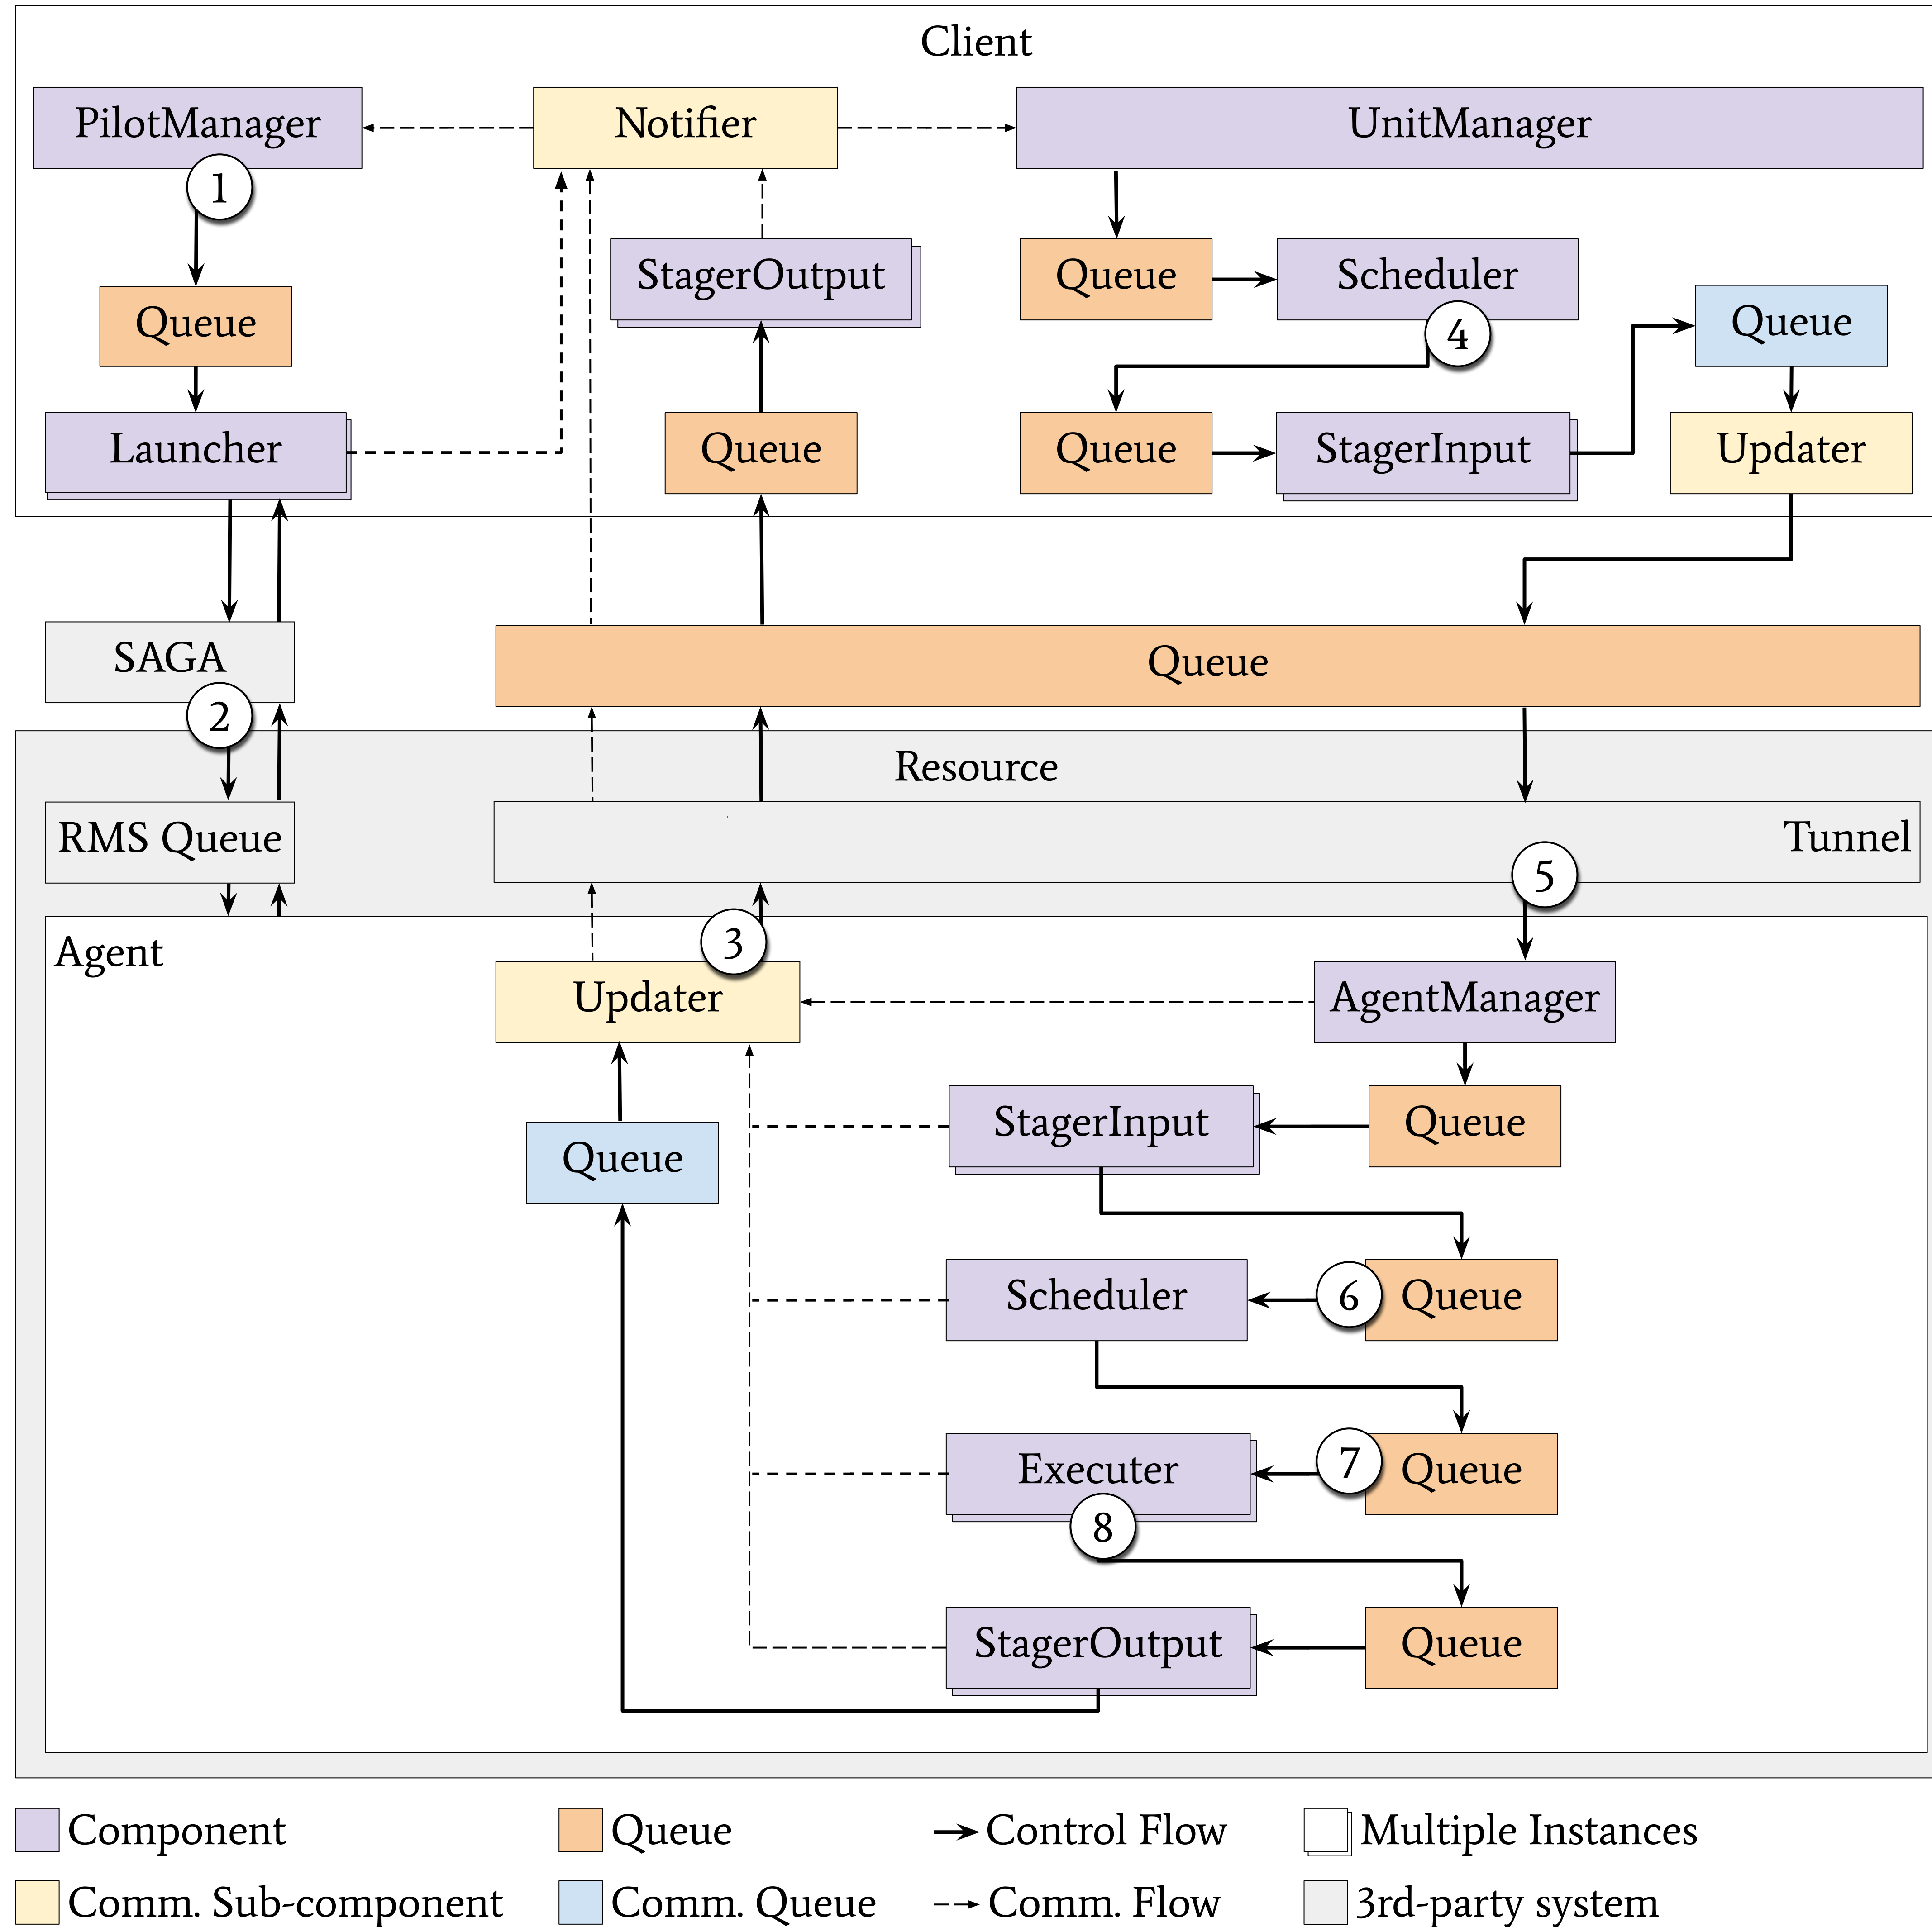 Client
PilotManager
Notifier
UnitManager
1
Queue
StagerOutput
Queue
Scheduler
4
Queue
Launcher
Queue
Queue
StagerInput
Updater
SAGA
2
Queue
Resource
RMS Queue
Tunnel
5
Agent
3
Updater
AgentManager
StagerInput
Queue
Queue
Scheduler
6
Queue
Executer
7
Queue
8
StagerOutput
Queue
Component
Queue
Control Flow
Multiple Instances
Comm. Sub-component
Comm. Queue
Comm. Flow
3rd-party system